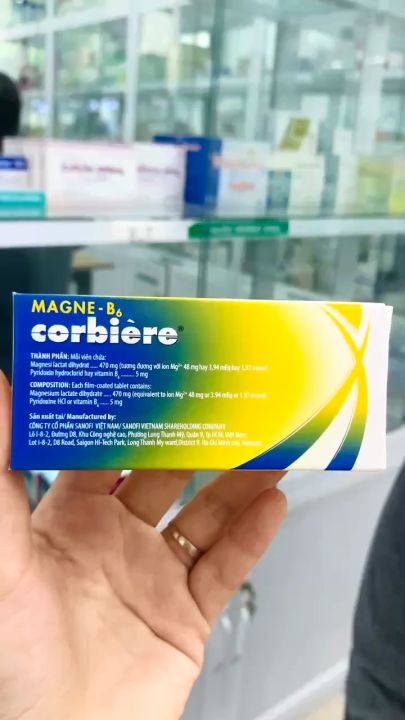 MAGNE - B6
corbière®
THÀNH PHẦN: Mỗi viên chứa:
Magnesi lactat dihydrat .... 470 mg (tương đương với ion Mg²⁺ 48 mg hay 3,94 mEq hay 1,97 mmol)
Pyridoxin hydroclorid hay vitamin B6 ........ 5 mg
COMPOSITION: Each film-coated tablet contains:
Magnesium lactate dihydrate .... 470 mg (equivalent to ion Mg²⁺ 48 mg or 3.94 mEq or 1.97 mmol)
Pyridoxine HCl or vitamin B6 ..... 5 mg
Sản xuất tại/ Manufactured by:
CÔNG TY CỔ PHẦN SANOFI VIỆT NAM/ SANOFI VIETNAM SHAREHOLDING COMPANY
Lô I-8-2, Đường D8, Khu Công nghệ cao, Phường Long Thạnh Mỹ, Quận 9, Tp.HCM, Việt Nam
Lot I-8-2, D8 Road, Saigon Hi-Tech Park, Long Thanh My ward, District 9, Ho Chi Minh city, Vietnam